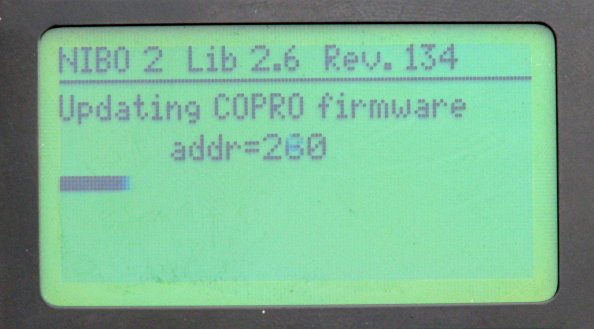 NIBO 2 Lib 2.6 Rev. 134
Updating COPRO firmware
addr=260